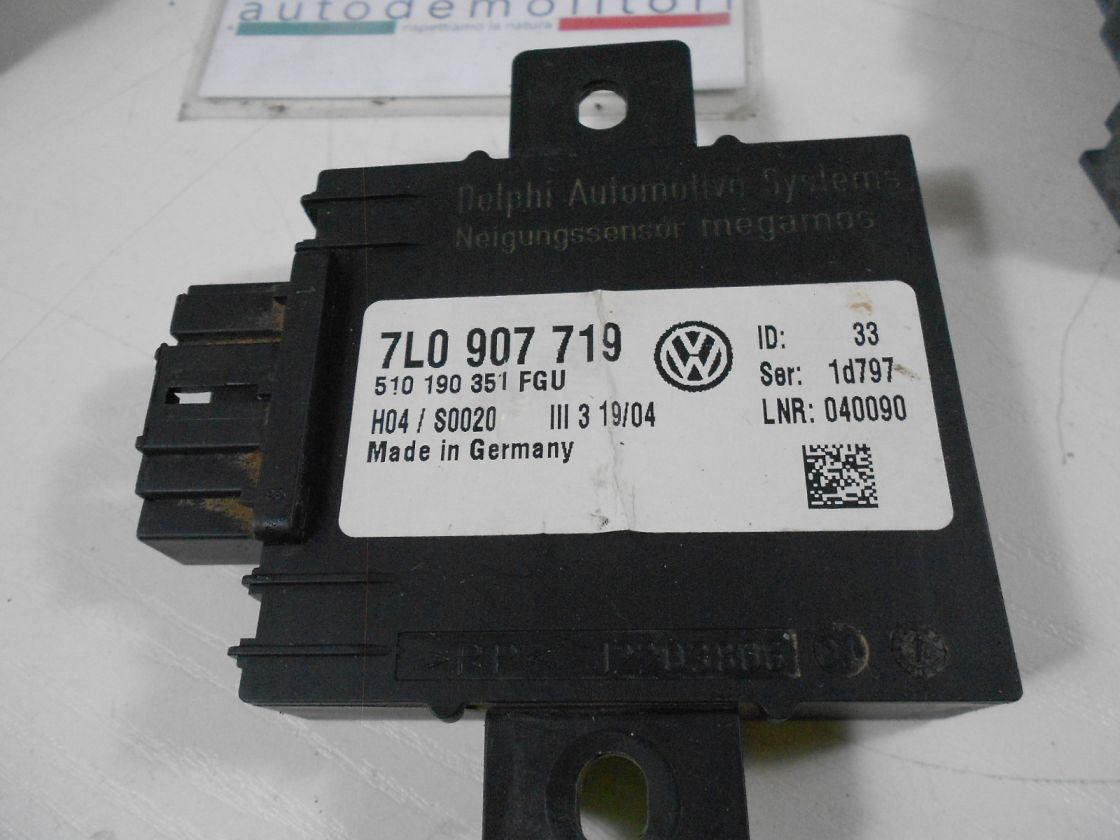 autodemolitori
rispettiamo la natura
Delphi Automotive Systems
Neigungssensor megamos
7L0 907 719
510 190 351 FGU
H04 / S0020 III 3 19/04
Made in Germany
ID: 33
Ser: 1d797
LNR: 040090
>PP<